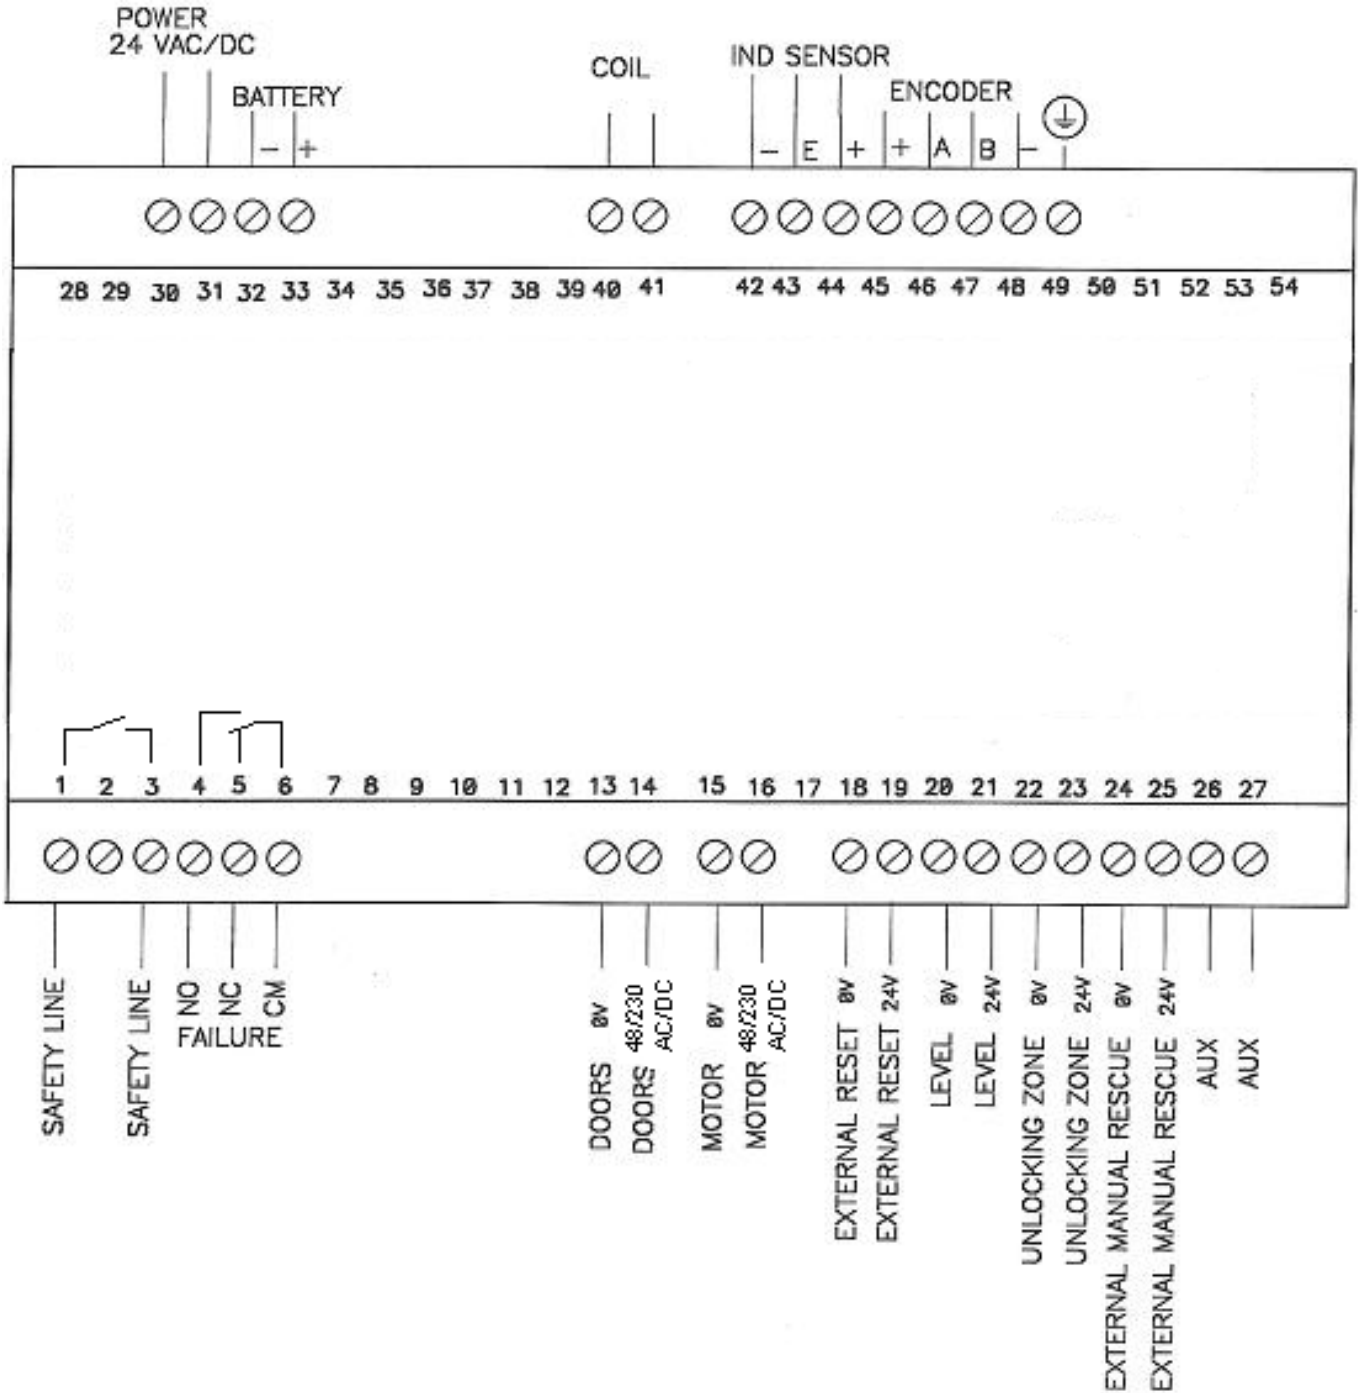 POWER
24 VAC/DC
BATTERY
- +
COIL
IND SENSOR
- E +
ENCODER
+ A B -
28 29 30 31 32 33 34 35 36 37 38 39 40 41 42 43 44 45 46 47 48 49 50 51 52 53 54
1 2 3 4 5 6 7 8 9 10 11 12 13 14 15 16 17 18 19 20 21 22 23 24 25 26 27
SAFETY LINE
SAFETY LINE
NO
NC
CM
FAILURE
DOORS 0V
DOORS 48/230 AC/DC
MOTOR 0V
MOTOR 48/230 AC/DC
EXTERNAL RESET 0V
EXTERNAL RESET 24V
LEVEL 0V
LEVEL 24V
UNLOCKING ZONE 0V
UNLOCKING ZONE 24V
EXTERNAL MANUAL RESCUE 0V
EXTERNAL MANUAL RESCUE 24V
AUX
AUX